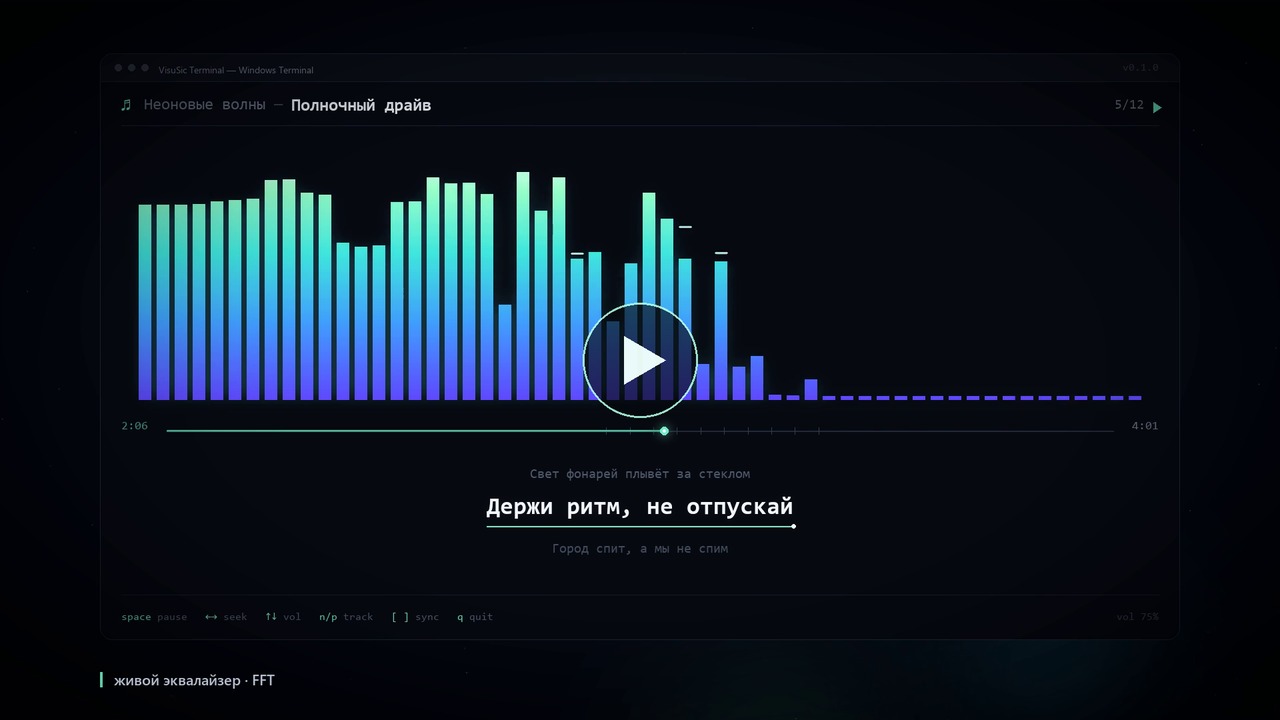 VisuSic Terminal — Windows Terminal
v0.1.0
♫ Неоновые волны — Полночный драйв
5/12
2:06
4:01
Свет фонарей плывёт за стеклом
Держи ритм, не отпускай
Город спит, а мы не спим
space pause ↔ seek ↑↓ vol n/p track [ ] sync q quit
vol 75%
живой эквалайзер · FFT